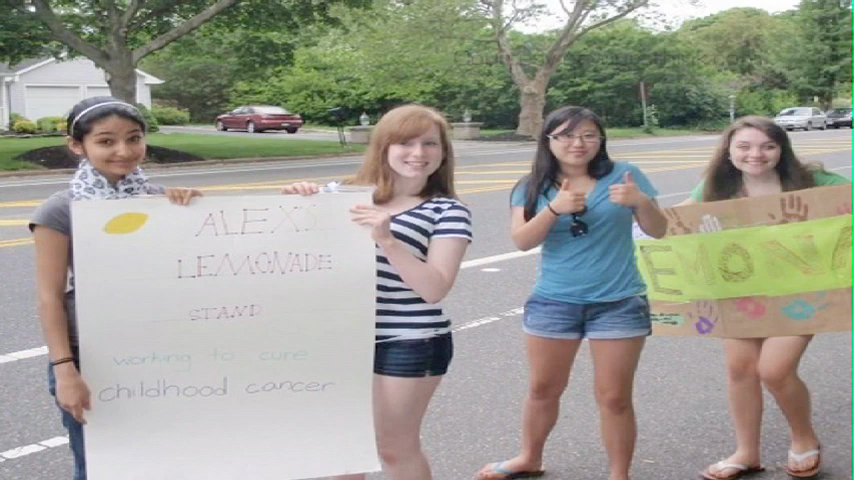 ALEX'S
LEMONADE
STAND
working to cure
childhood cancer
EMONA